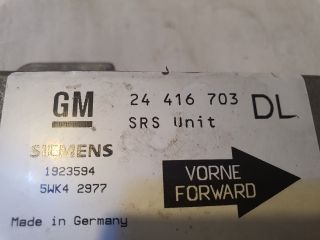 GM 24 416 703 DL
SRS Unit
SIEMENS
1923594
5WK4 2977
VORNE
FORWARD
Made in Germany